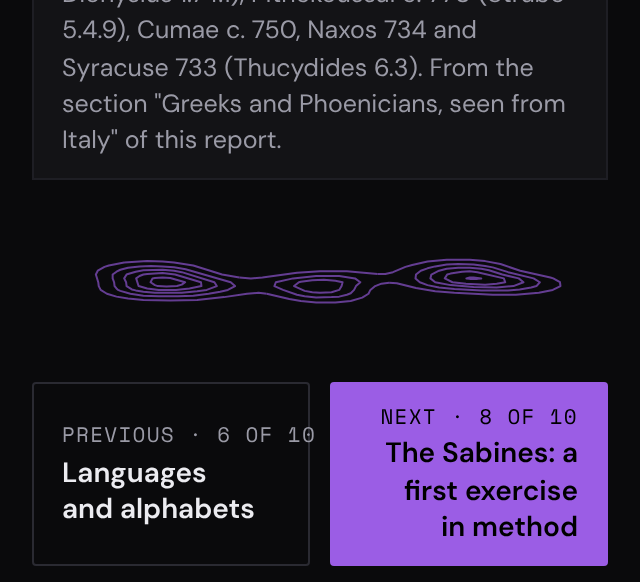 5.4.9), Cumae c. 750, Naxos 734 and
Syracuse 733 (Thucydides 6.3). From the
section "Greeks and Phoenicians, seen from
Italy" of this report.
PREVIOUS · 6 OF 10
Languages
and alphabets
NEXT · 8 OF 10
The Sabines: a
first exercise
in method